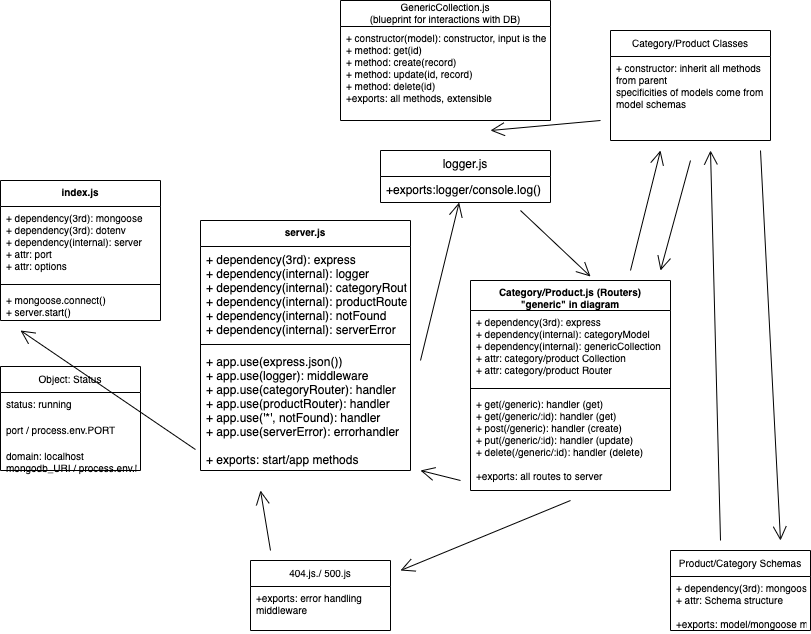 GenericCollection.js
(blueprint for interactions with DB)
+ constructor(model): constructor, input is the
+ method: get(id)
+ method: create(record)
+ method: update(id, record)
+ method: delete(id)
+exports: all methods, extensible
Category/Product Classes
+ constructor: inherit all methods
from parent
specificities of models come from
model schemas
logger.js
+exports:logger/console.log()
index.js
+ dependency(3rd): mongoose
+ dependency(3rd): dotenv
+ dependency(internal): server
+ attr: port
+ attr: options
+ mongoose.connect()
+ server.start()
server.js
+ dependency(3rd): express
+ dependency(internal): logger
+ dependency(internal): categoryRout
+ dependency(internal): productRoute
+ dependency(internal): notFound
+ dependency(internal): serverError
+ app.use(express.json())
+ app.use(logger): middleware
+ app.use(categoryRouter): handler
+ app.use(productRouter): handler
+ app.use('*', notFound): handler
+ app.use(serverError): errorhandler
+ exports: start/app methods
Category/Product.js (Routers)
"generic" in diagram
+ dependency(3rd): express
+ dependency(internal): categoryModel
+ dependency(internal): genericCollection
+ attr: category/product Collection
+ attr: category/product Router
+ get(/generic): handler (get)
+ get(/generic/:id): handler (get)
+ post(/generic): handler (create)
+ put(/generic/:id): handler (update)
+ delete(/generic/:id): handler (delete)
+exports: all routes to server
Object: Status
status: running
port / process.env.PORT
domain: localhost
mongodb_URI / process.env.
404.js./ 500.js
+exports: error handling
middleware
Product/Category Schemas
+ dependency(3rd): mongoos
+ attr: Schema structure
+exports: model/mongoose m